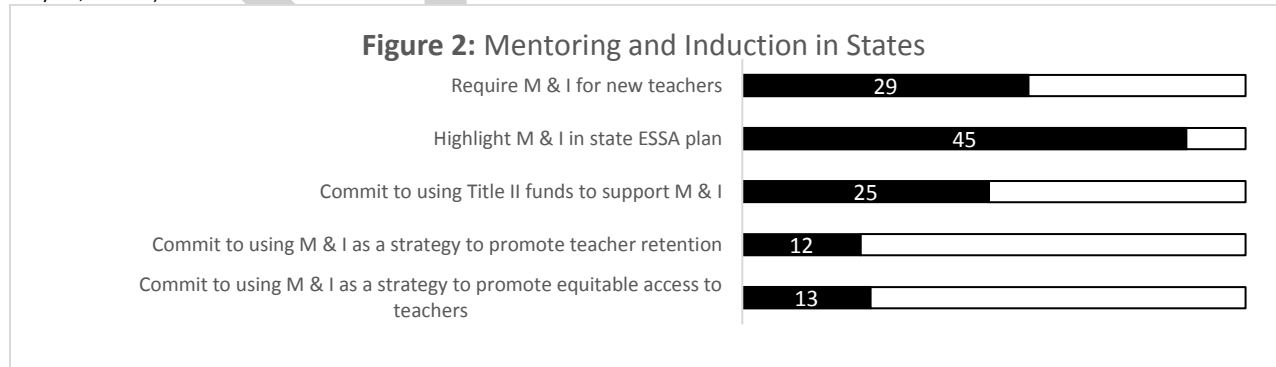 Figure 2: Mentoring and Induction in States
Require M & I for new teachers
29
Highlight M & I in state ESSA plan
45
Commit to using Title II funds to support M & I
25
Commit to using M & I as a strategy to promote teacher retention
12
Commit to using M & I as a strategy to promote equitable access to
teachers
13